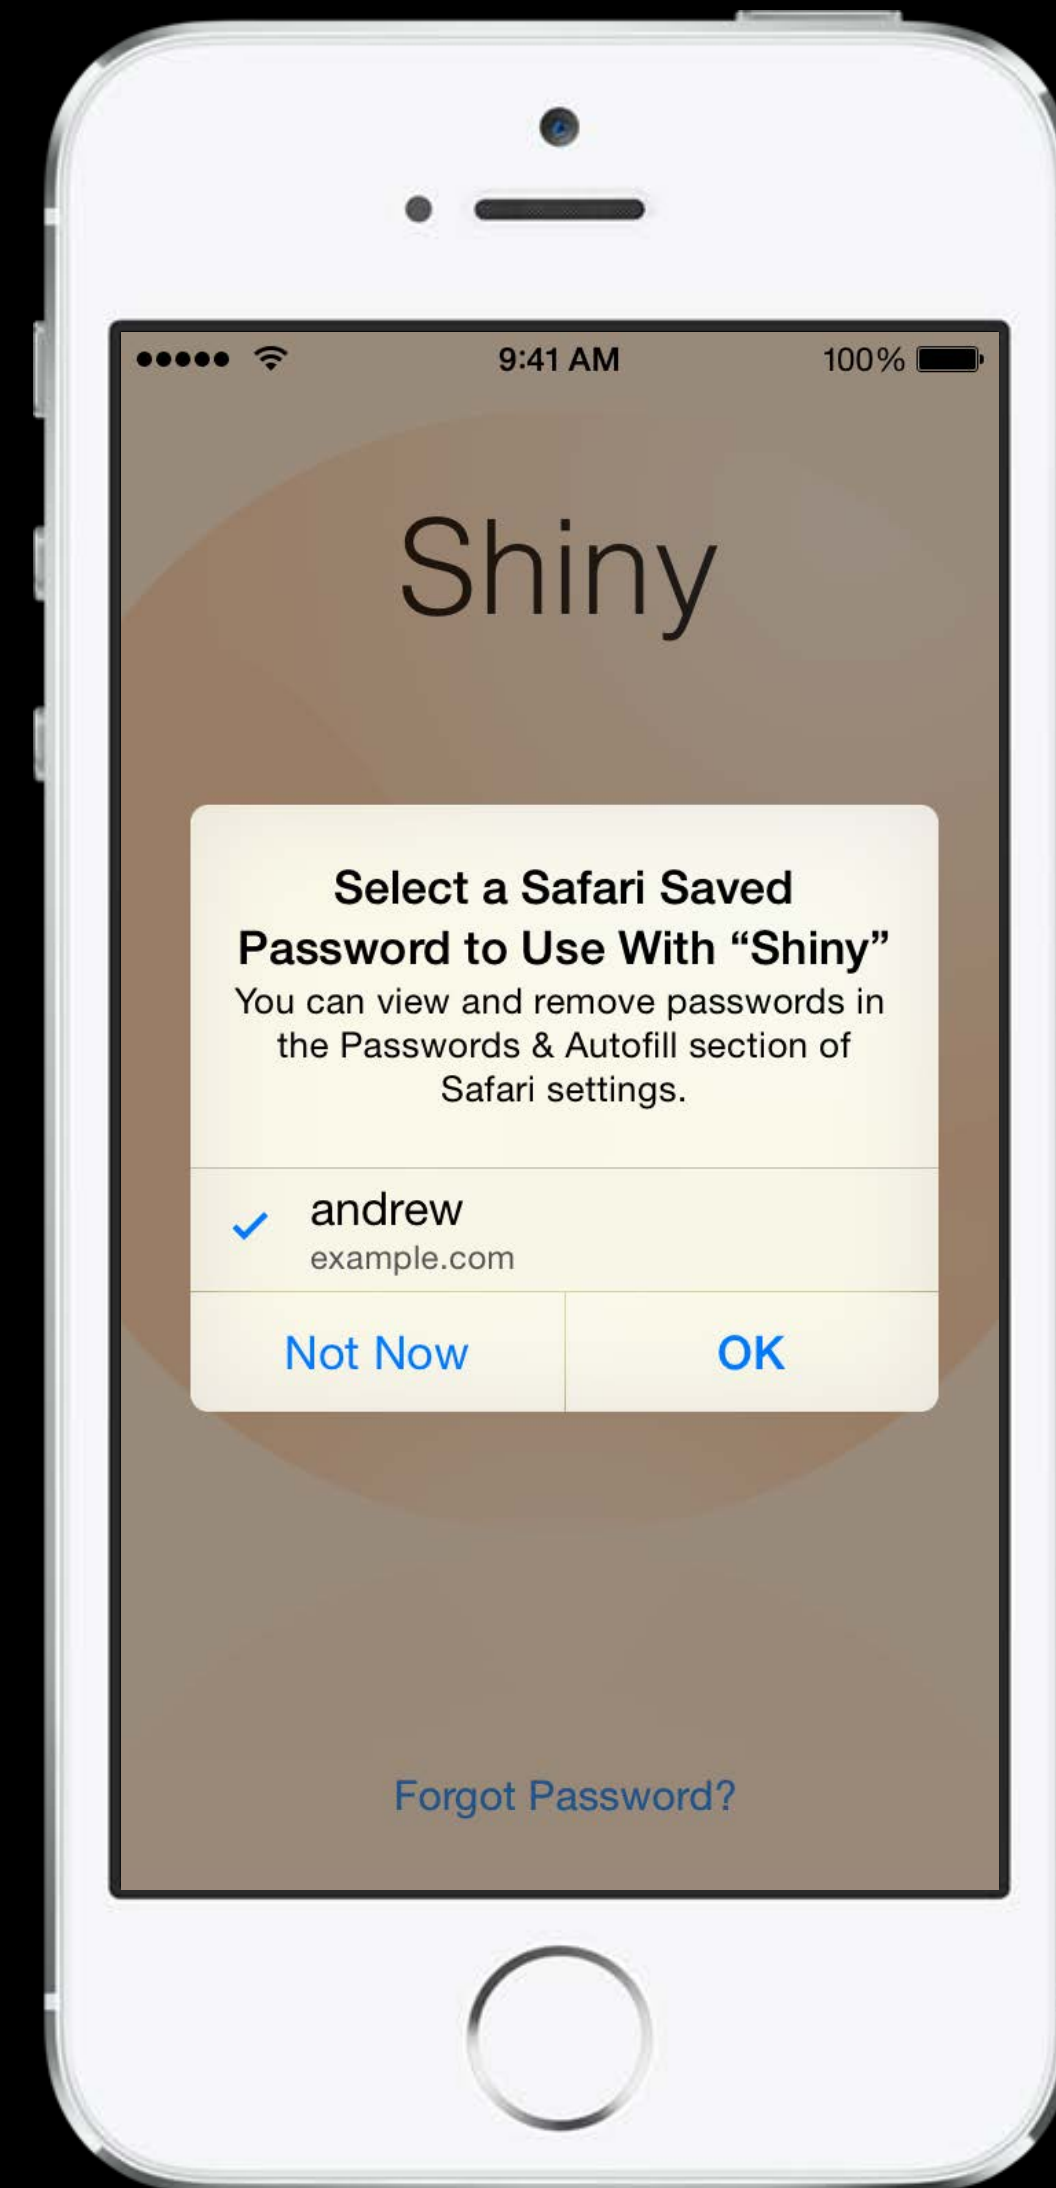 9:41 AM 100%
Shiny
Select a Safari Saved
Password to Use With “Shiny”
You can view and remove passwords in
the Passwords & Autofill section of
Safari settings.
andrew
example.com
Not Now OK
Forgot Password?